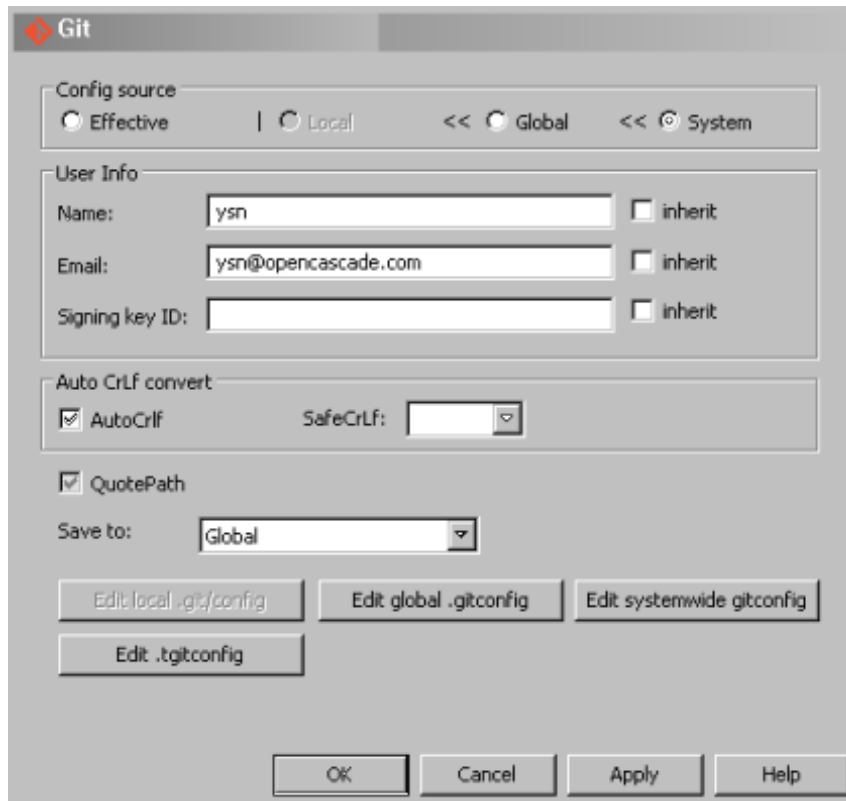 Git
Config source
Effective | Local << Global << System
User Info
Name: ysn inherit
Email: ysn@opencascade.com inherit
Signing key ID: inherit
Auto CrLf convert
AutoCrlf SafeCrLf:
QuotePath
Save to: Global
Edit local .git/config Edit global .gitconfig Edit systemwide gitconfig
Edit .tgitconfig
OK Cancel Apply Help